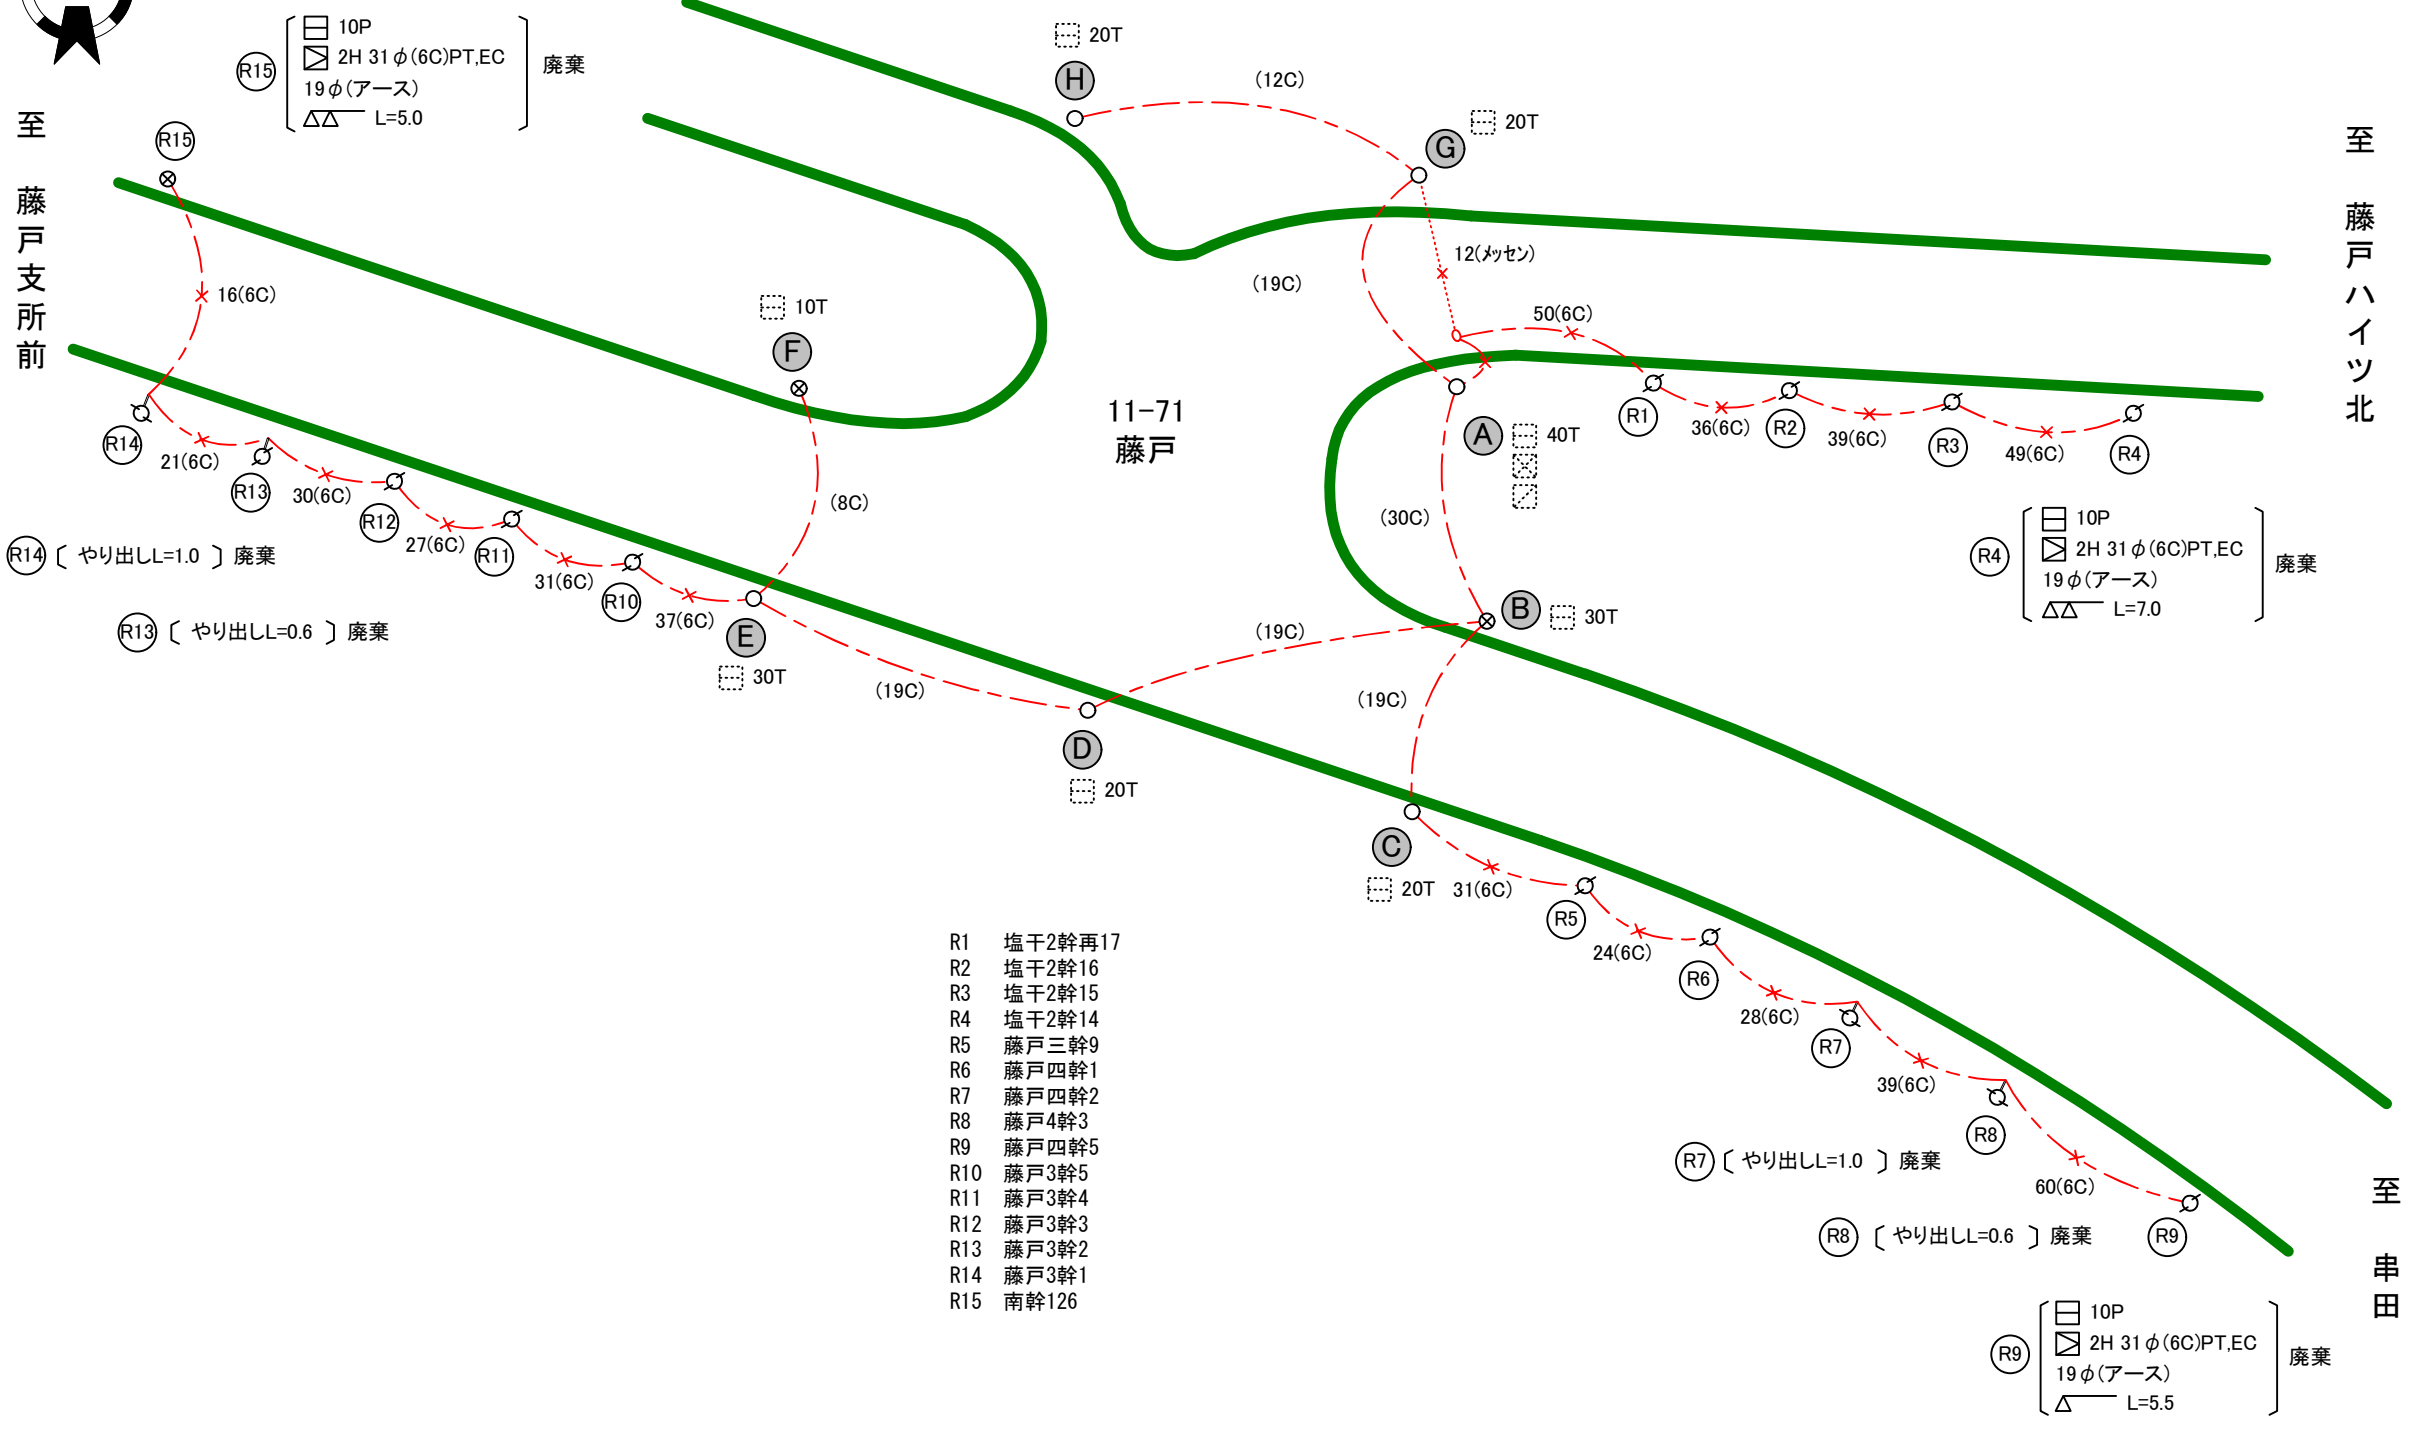 R15
10P
2H 31φ(6C)PT,EC
19φ(アース)
L=5.0
廃棄
20T
H
(12C)
20T
G
至 藤戸支所前
至 藤戸ハイツ北
R15
16(6C)
(19C)
12(メッセン)
50(6C)
10T
F
11-71
藤戸
A
40T
R1
36(6C)
R2
39(6C)
R3
49(6C)
R4
R14
21(6C)
R13
30(6C)
R12
27(6C)
R11
31(6C)
R10
37(6C)
(8C)
(30C)
R14 〔 やり出しL=1.0 〕 廃棄
R13 〔 やり出しL=0.6 〕 廃棄
R4
10P
2H 31φ(6C)PT,EC
19φ(アース)
L=7.0
廃棄
E
30T
(19C)
(19C)
B
30T
(19C)
D
20T
C
20T
31(6C)
R5
24(6C)
R6
28(6C)
R7
39(6C)
R8
60(6C)
R9
R1 塩干2幹再17
R2 塩干2幹16
R3 塩干2幹15
R4 塩干2幹14
R5 藤戸三幹9
R6 藤戸四幹1
R7 藤戸四幹2
R8 藤戸4幹3
R9 藤戸四幹5
R10 藤戸3幹5
R11 藤戸3幹4
R12 藤戸3幹3
R13 藤戸3幹2
R14 藤戸3幹1
R15 南幹126
R7 〔 やり出しL=1.0 〕 廃棄
R8 〔 やり出しL=0.6 〕 廃棄
至 串田
R9
10P
2H 31φ(6C)PT,EC
19φ(アース)
L=5.5
廃棄